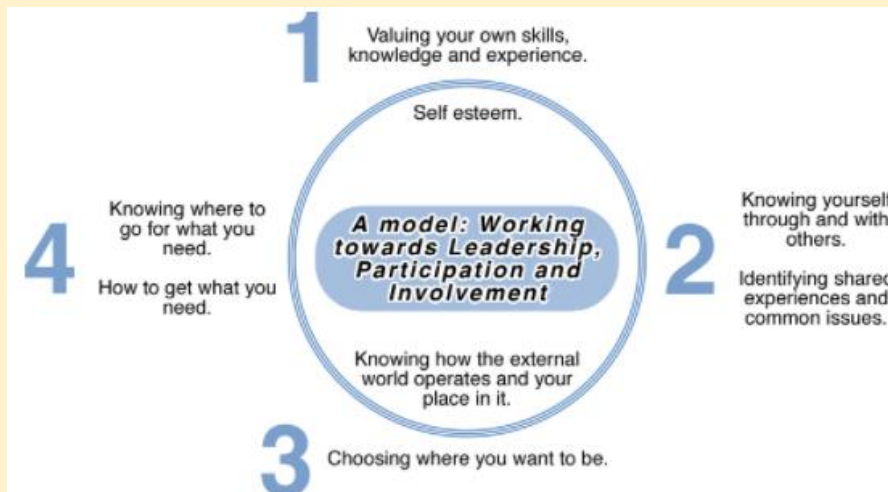 1
Valuing your own skills,
knowledge and experience.
Self esteem.
2
Knowing yourself
through and with
others.
Identifying shared
experiences and
common issues.
A model: Working
towards Leadership,
Participation and
Involvement
4
Knowing where to
go for what you
need.
How to get what you
need.
Knowing how the external
world operates and your
place in it.
3
Choosing where you want to be.